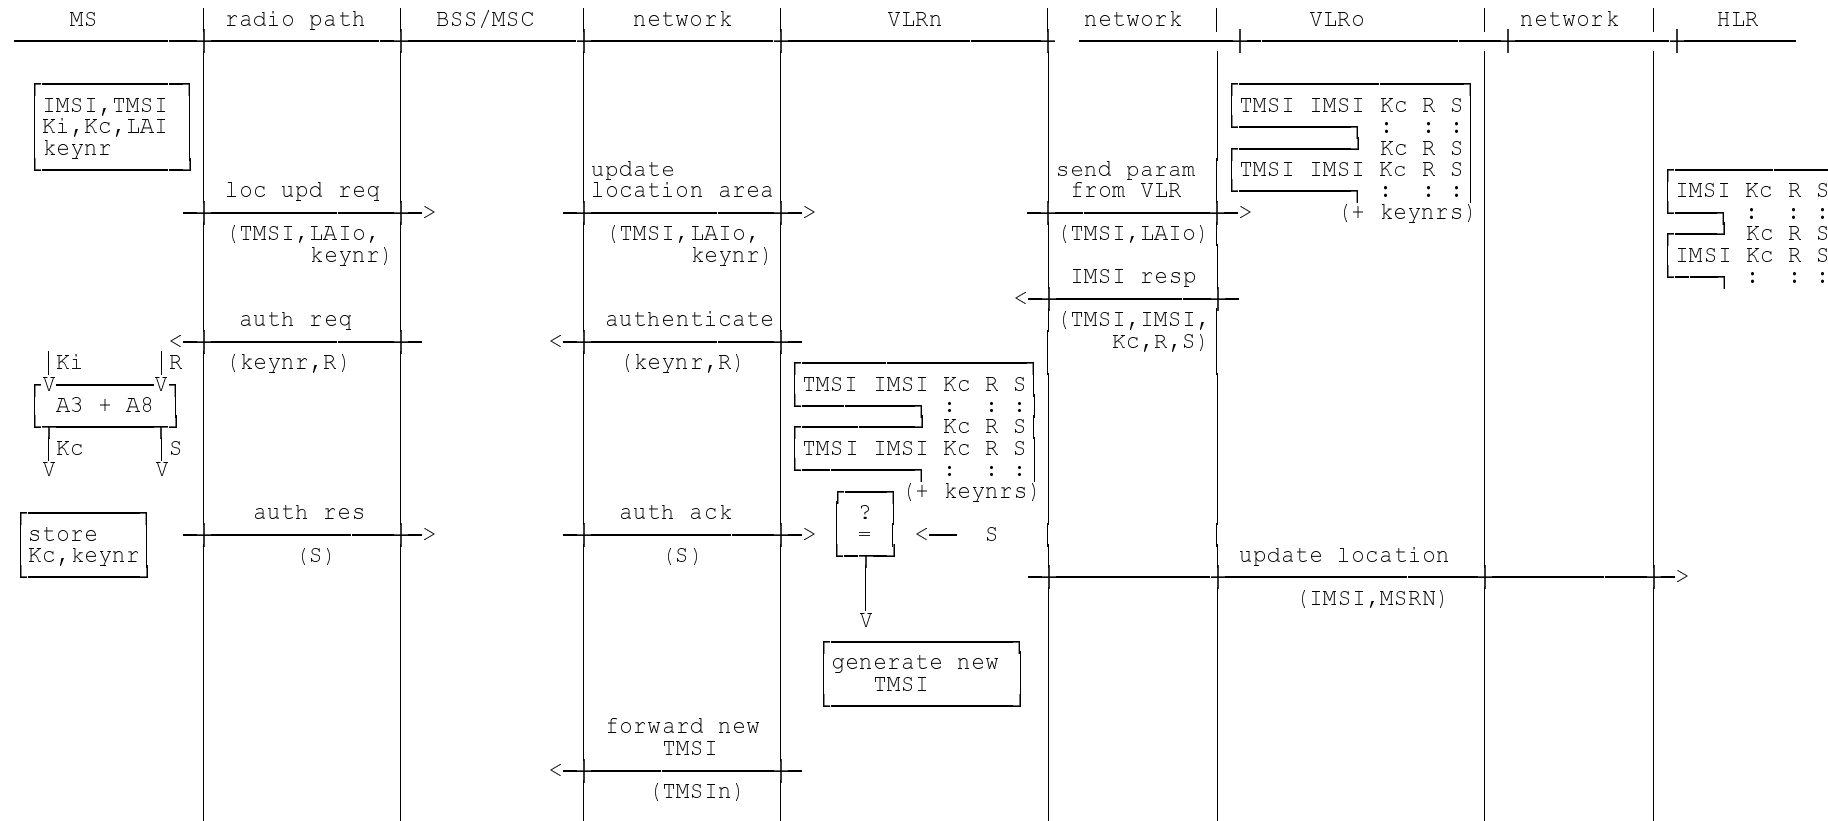 MS radio path BSS/MSC network VLRn network VLRo network HLR
IMSI,TMSI
Ki,Kc,LAI
keynr
TMSI IMSI Kc R S
: : :
Kc R S
TMSI IMSI Kc R S
: : :
(+ keynrs)
IMSI Kc R S
: : :
Kc R S
IMSI Kc R S
: : :
loc upd req
(TMSI,LAIo,
keynr)
update
location area
(TMSI,LAIo,
keynr)
send param
from VLR
(TMSI,LAIo)
IMSI resp
(TMSI,IMSI,
Kc,R,S)
auth req
(keynr,R)
authenticate
(keynr,R)
Ki R
V V
A3 + A8
Kc S
V V
TMSI IMSI Kc R S
: : :
Kc R S
TMSI IMSI Kc R S
: : :
(+ keynrs)
store
Kc,keynr
auth res
(S)
auth ack
(S)
?
= S
V
update location
(IMSI,MSRN)
generate new
TMSI
forward new
TMSI
(TMSIn)